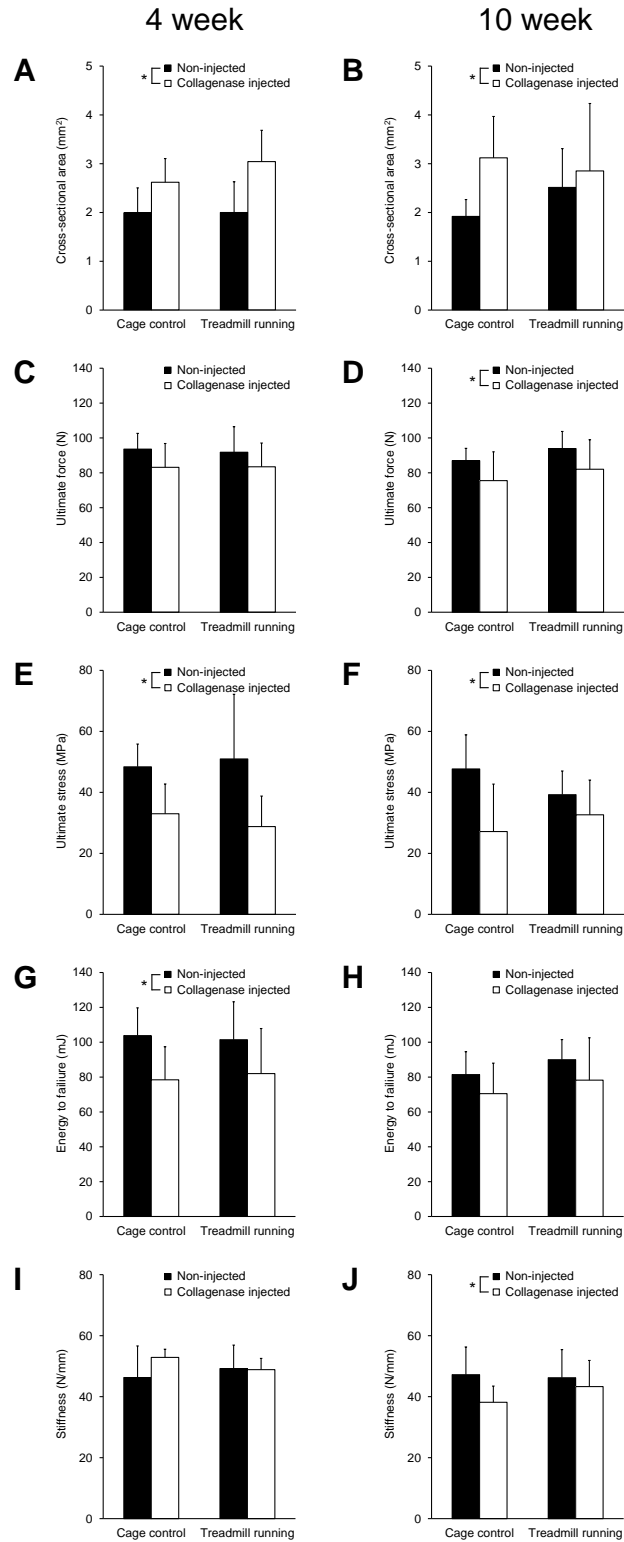 4 week
10 week
A
* Non-injected
Collagenase injected
Cross-sectional area (mm²)
5
4
3
2
1
0
Cage control Treadmill running
B
* Non-injected
Collagenase injected
Cross-sectional area (mm²)
5
4
3
2
1
0
Cage control Treadmill running
C
Non-injected
Collagenase injected
Ultimate force (N)
140
120
100
80
60
40
20
0
Cage control Treadmill running
D
* Non-injected
Collagenase injected
Ultimate force (N)
140
120
100
80
60
40
20
0
Cage control Treadmill running
E
* Non-injected
Collagenase injected
Ultimate stress (MPa)
80
60
40
20
0
Cage control Treadmill running
F
* Non-injected
Collagenase injected
Ultimate stress (MPa)
80
60
40
20
0
Cage control Treadmill running
G
* Non-injected
Collagenase injected
Energy to failiure (mJ)
140
120
100
80
60
40
20
0
Cage control Treadmill running
H
Non-injected
Collagenase injected
Energy to failiure (mJ)
140
120
100
80
60
40
20
0
Cage control Treadmill running
I
Non-injected
Collagenase injected
Stiffness (N/mm)
80
60
40
20
0
Cage control Treadmill running
J
* Non-injected
Collagenase injected
Stiffness (N/mm)
80
60
40
20
0
Cage control Treadmill running